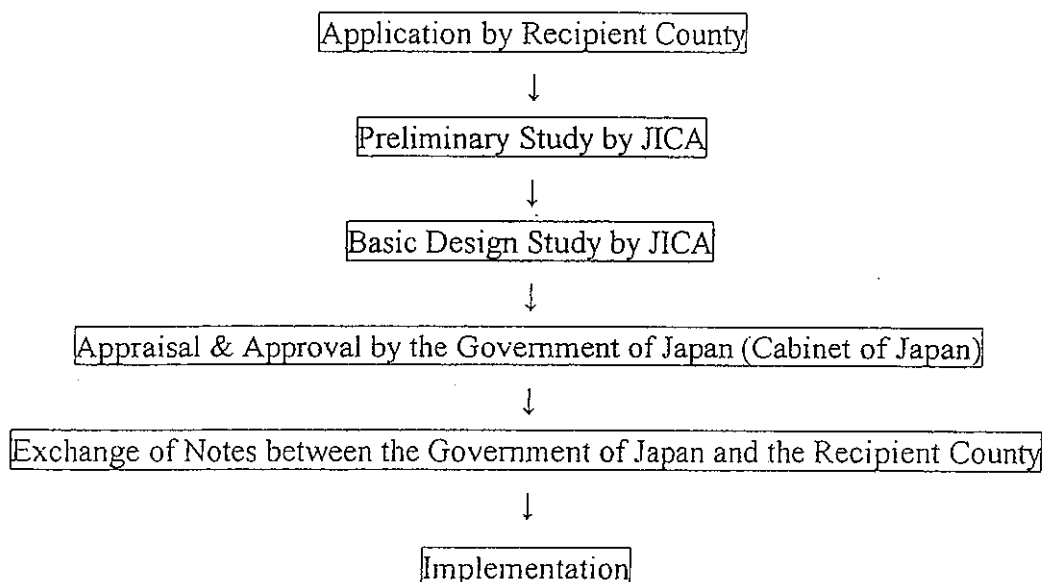 Application by Recipient County
↓
Preliminary Study by JICA
↓
Basic Design Study by JICA
↓
Appraisal & Approval by the Government of Japan (Cabinet of Japan)
↓
Exchange of Notes between the Government of Japan and the Recipient County
↓
Implementation